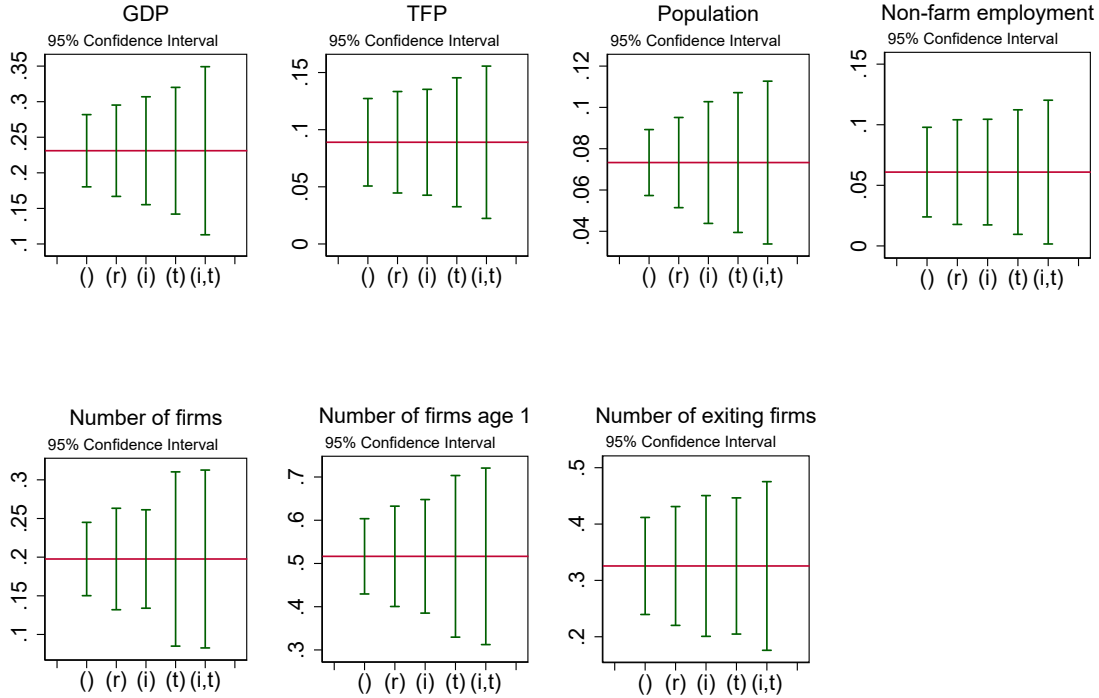 GDP
95% Confidence Interval
.35
.3
.25
.2
.15
.1
() (r) (i) (t) (i,t)
TFP
95% Confidence Interval
.15
.1
.05
0
() (r) (i) (t) (i,t)
Population
95% Confidence Interval
.12
.1
.08
.06
.04
() (r) (i) (t) (i,t)
Non-farm employment
95% Confidence Interval
.15
.1
.05
0
() (r) (i) (t) (i,t)
Number of firms
95% Confidence Interval
.3
.25
.2
.15
.1
() (r) (i) (t) (i,t)
Number of firms age 1
95% Confidence Interval
.7
.6
.5
.4
.3
() (r) (i) (t) (i,t)
Number of exiting firms
95% Confidence Interval
.5
.4
.3
.2
() (r) (i) (t) (i,t)